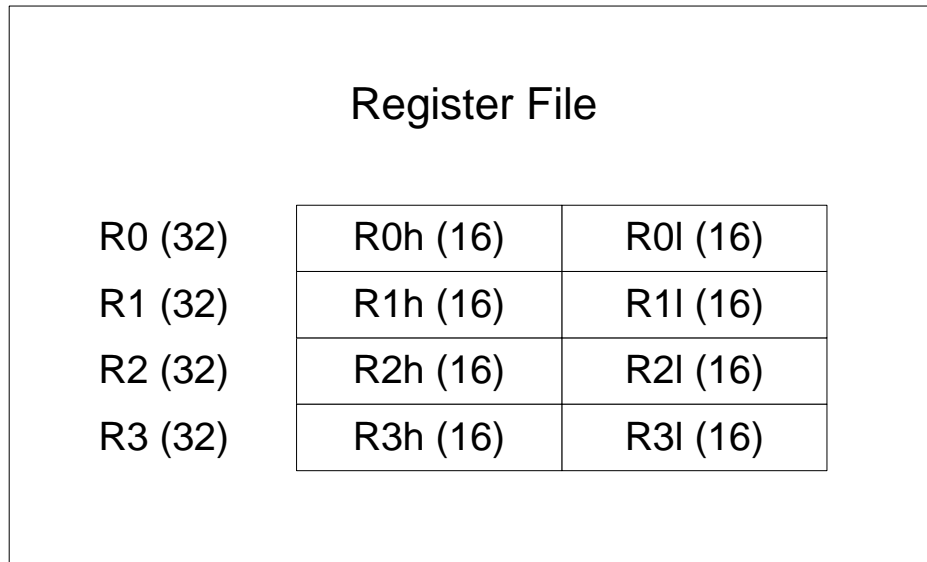 Register File
R0 (32) R0h (16) R0l (16)
R1 (32) R1h (16) R1l (16)
R2 (32) R2h (16) R2l (16)
R3 (32) R3h (16) R3l (16)